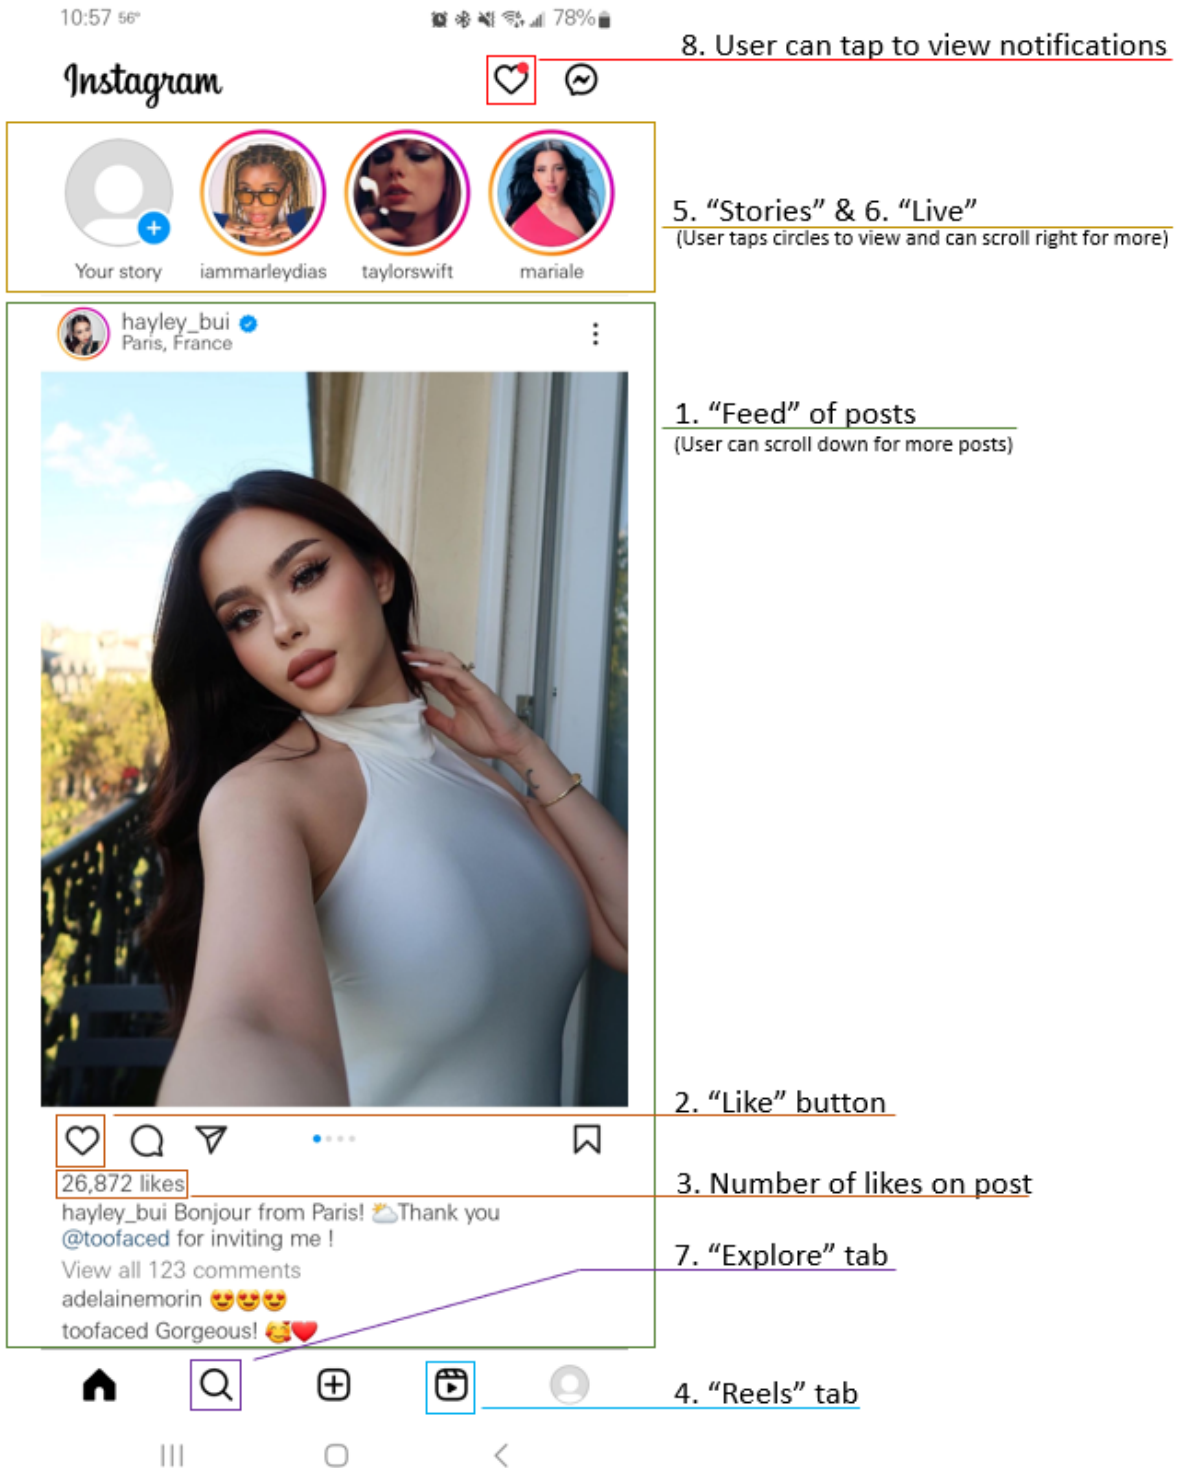 10:57 56°
78%
8. User can tap to view notifications
Instagram
5. “Stories” & 6. “Live”
(User taps circles to view and can scroll right for more)
Your story
iammarleydias
taylorswift
mariale
hayley_bui
Paris, France
1. “Feed” of posts
(User can scroll down for more posts)
2. “Like” button
26,872 likes
3. Number of likes on post
hayley_bui Bonjour from Paris! ⛅Thank you
@toofaced for inviting me !
7. “Explore” tab
View all 123 comments
adelainemorin 😍😍😍
toofaced Gorgeous! 🥰❤️
4. “Reels” tab